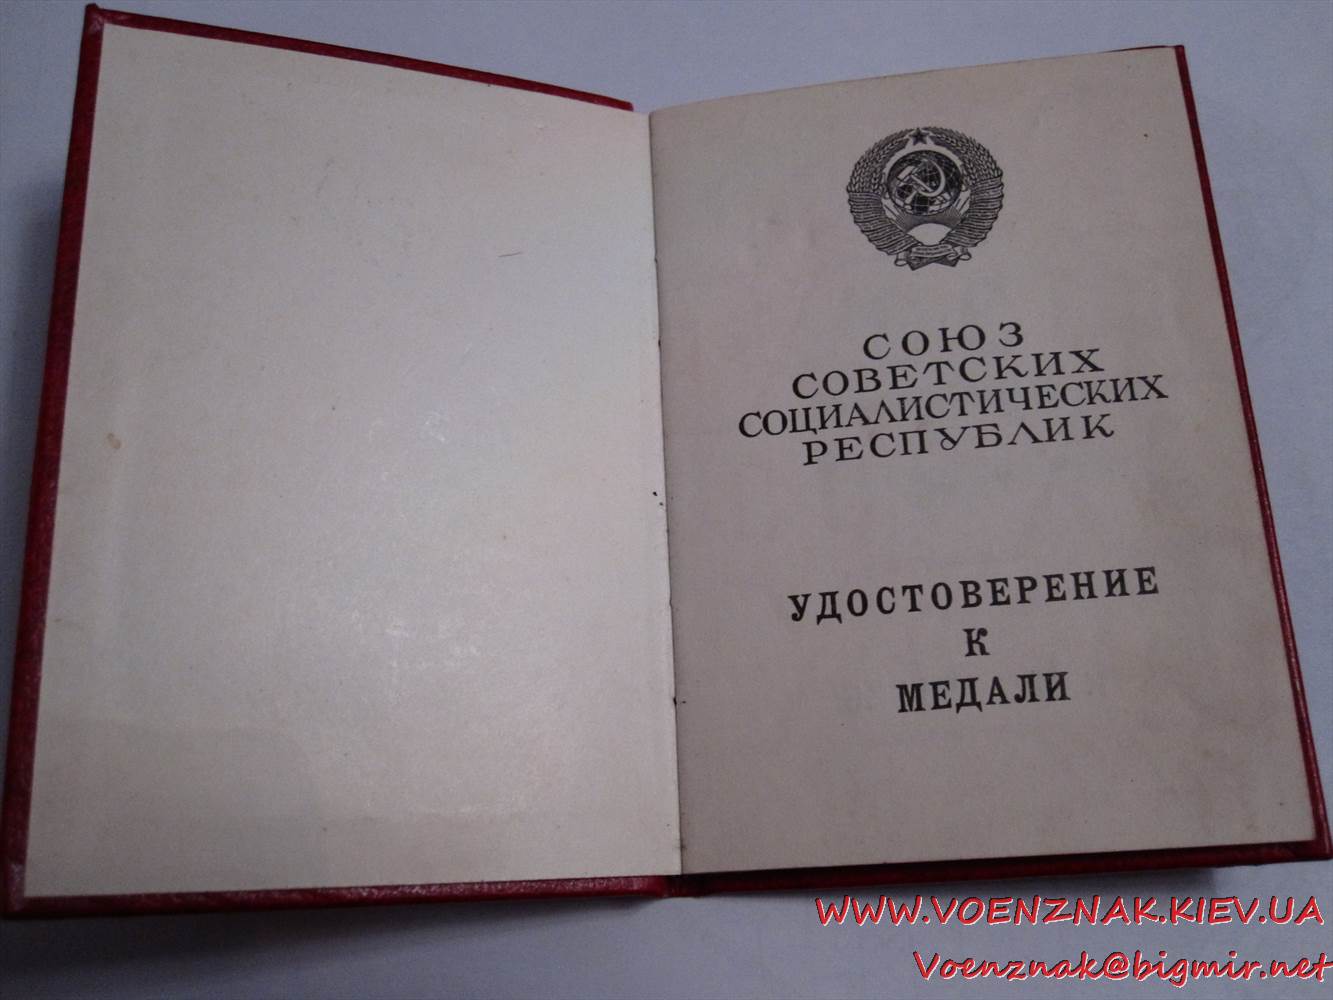 СОЮЗ
СОВЕТСКИХ
СОЦИАЛИСТИЧЕСКИХ
РЕСПУБЛИК
УДОСТОВЕРЕНИЕ
К
МЕДАЛИ
WWW.VOENZNAK.KIEV.UA
Voenznak@bigmir.net